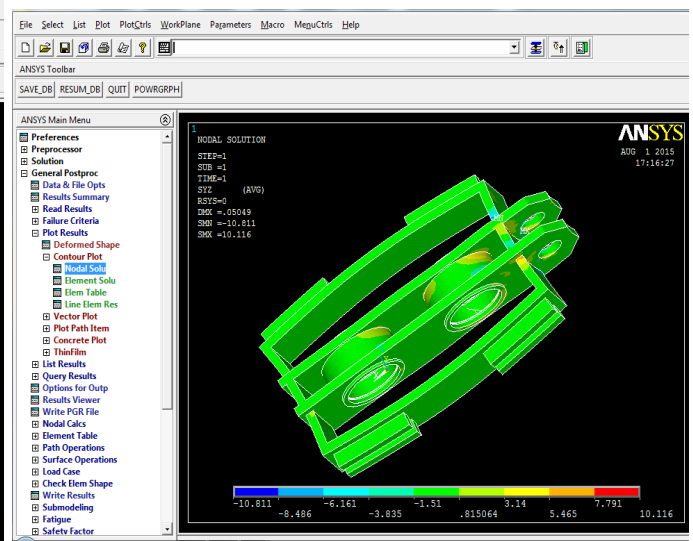 File Select List Plot PlotCtrls WorkPlane Parameters Macro MenuCtrls Help
ANSYS Toolbar
SAVE_DB RESUM_DB QUIT POWRGRPH
ANSYS Main Menu
Preferences
Preprocessor
Solution
General Postproc
Data & File Opts
Results Summary
Read Results
Failure Criteria
Plot Results
Deformed Shape
Contour Plot
Nodal Solu
Element Solu
Elem Table
Line Elem Res
Vector Plot
Plot Path Item
Concrete Plot
ThinFilm
List Results
Query Results
Options for Outp
Results Viewer
Write PGR File
Nodal Calcs
Element Table
Path Operations
Surface Operations
Load Case
Check Elem Shape
Write Results
Submodeling
Fatigue
Safety Factor
1
NODAL SOLUTION
STEP=1
SUB =1
TIME=1
SYZ (AVG)
RSYS=0
DMX =.05049
SMN =-10.811
SMX =10.116
ANSYS
AUG 1 2015
17:16:27
MN
MX
-10.811 -6.161 -1.51 3.14 7.791
-8.486 -3.835 .815064 5.465 10.116